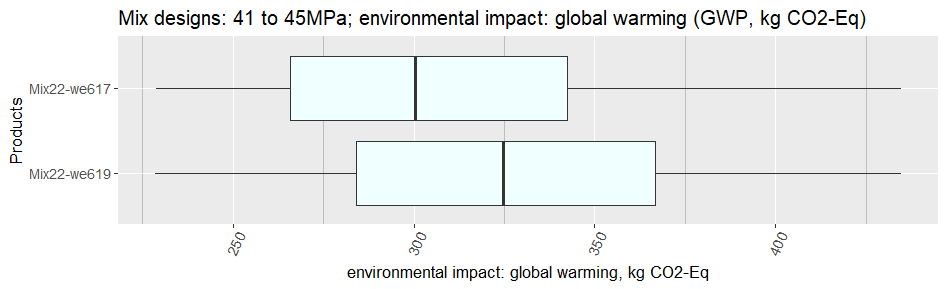 Mix designs: 41 to 45MPa; environmental impact: global warming (GWP, kg CO2-Eq)
Products
Mix22-we617
Mix22-we619
250
300
350
400
environmental impact: global warming, kg CO2-Eq